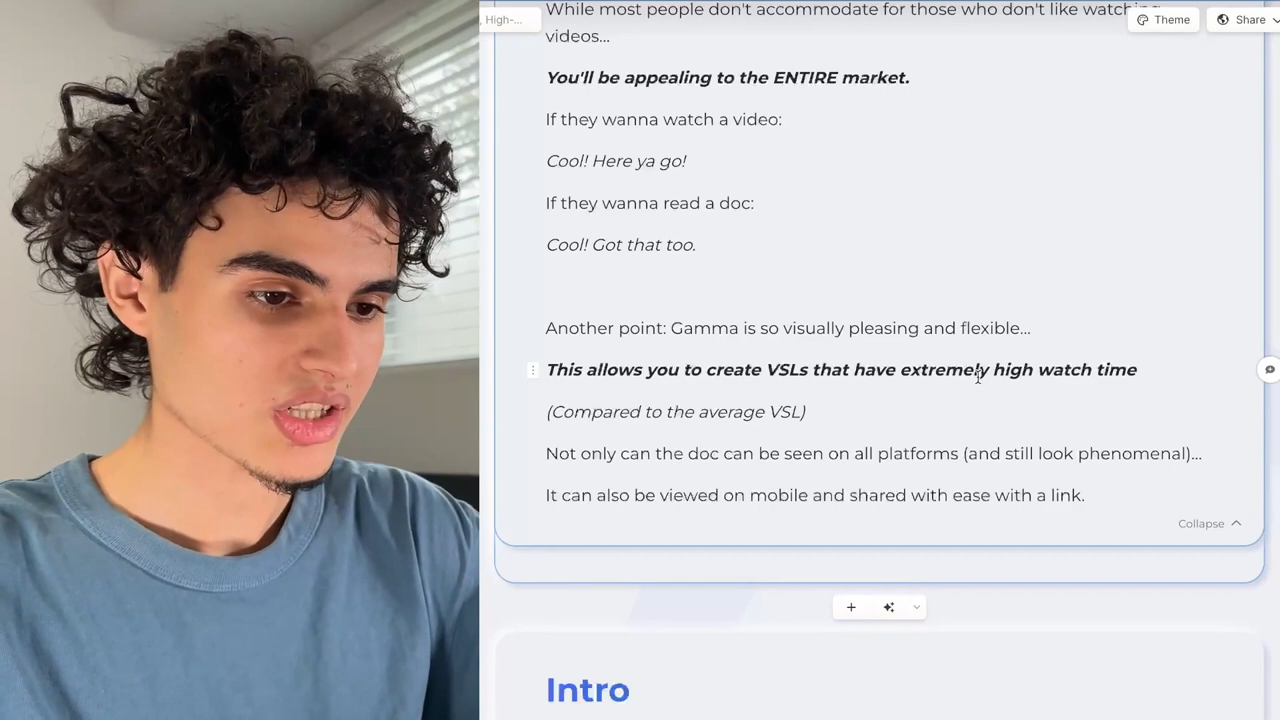 , High-...
While most people don't accommodate for those who don't like watching
Theme
Share
videos...
You'll be appealing to the ENTIRE market.
If they wanna watch a video:
Cool! Here ya go!
If they wanna read a doc:
Cool! Got that too.
Another point: Gamma is so visually pleasing and flexible...
This allows you to create VSLs that have extremely high watch time
(Compared to the average VSL)
Not only can the doc can be seen on all platforms (and still look phenomenal)...
It can also be viewed on mobile and shared with ease with a link.
Collapse
Intro